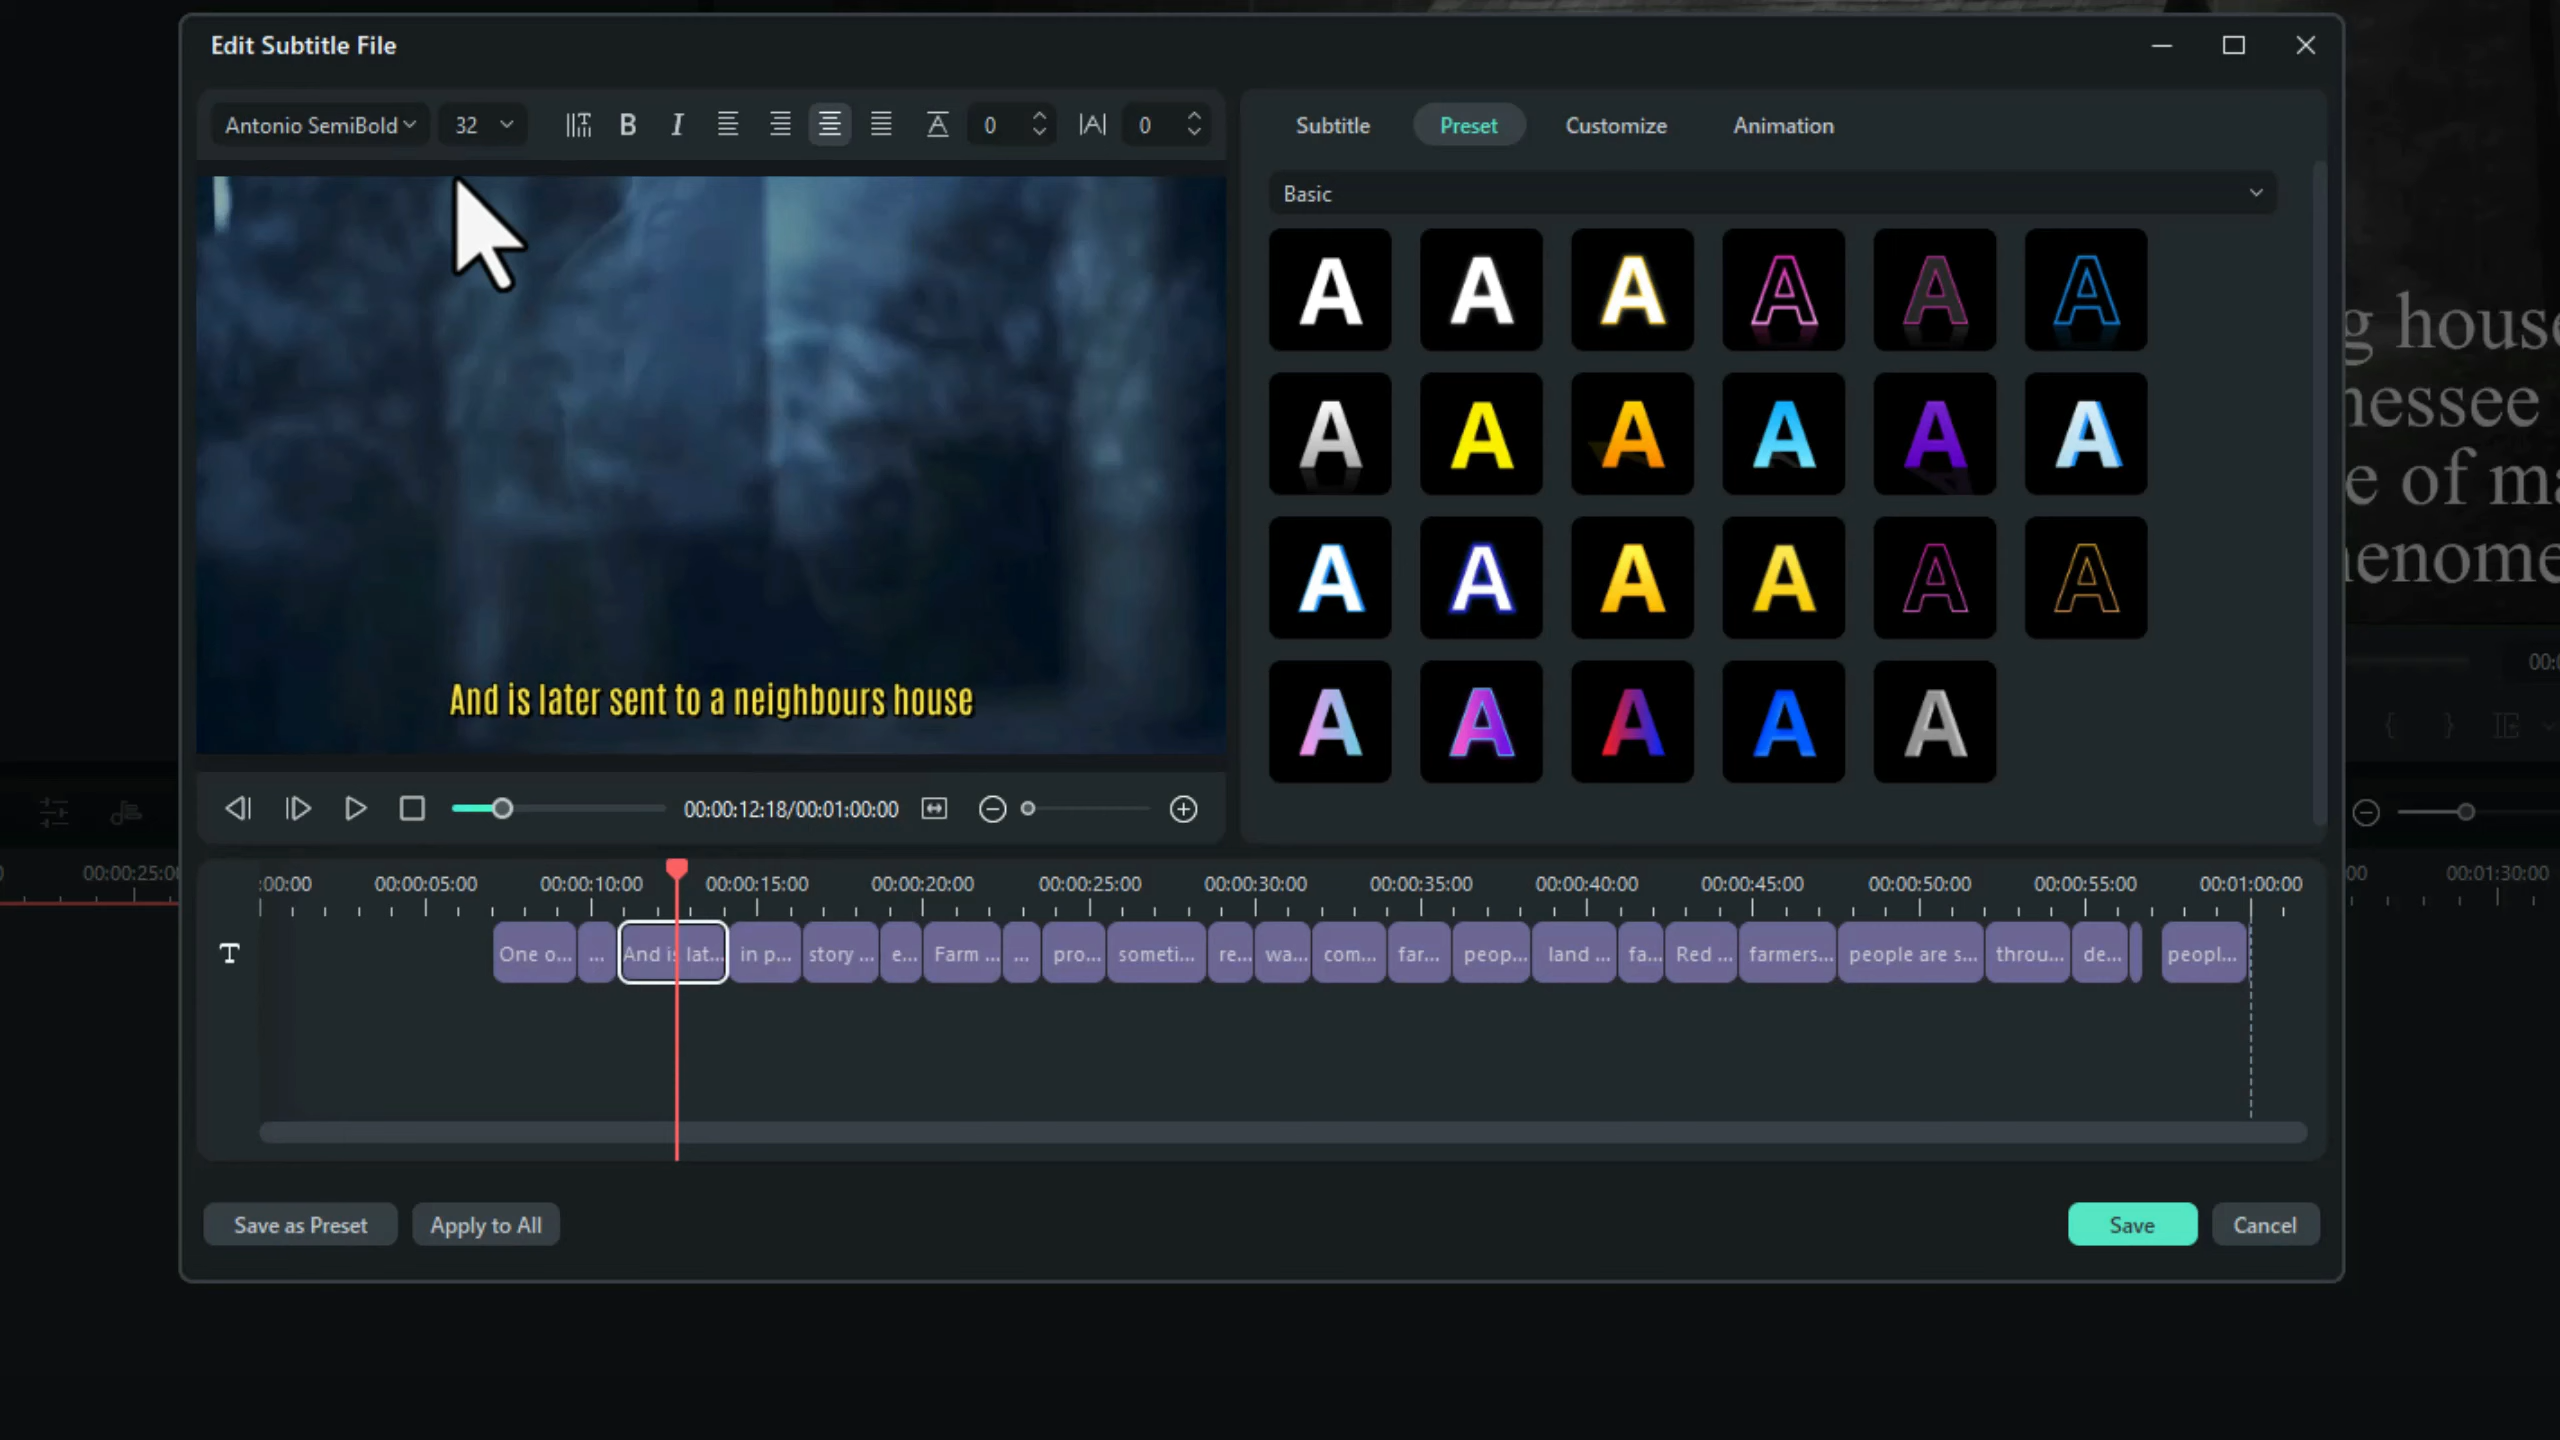 Edit Subtitle File
Antonio SemiBold 32 B I 0 0
Subtitle Preset Customize Animation
Basic
A A A A A A
A A A A A A
A A A A A A
A A A A A
And is later sent to a neighbours house
g house
nessee
e of ma
enome
00:00:12:18/00:01:00:00
00:00:25:0
:00:00 00:00:05:00 00:00:10:00 00:00:15:00 00:00:20:00 00:00:25:00 00:00:30:00 00:00:35:00 00:00:40:00 00:00:45:00 00:00:50:00 00:00:55:00 00:01:00:00
00 00:01:30:00
T One o... ... And is lat... in p... story ... e... Farm ... ... pro... someti... re... wa... com... far... peop... land ... fa... Red ... farmers... people are s... throu... de... peopl...
Save as Preset Apply to All Save Cancel